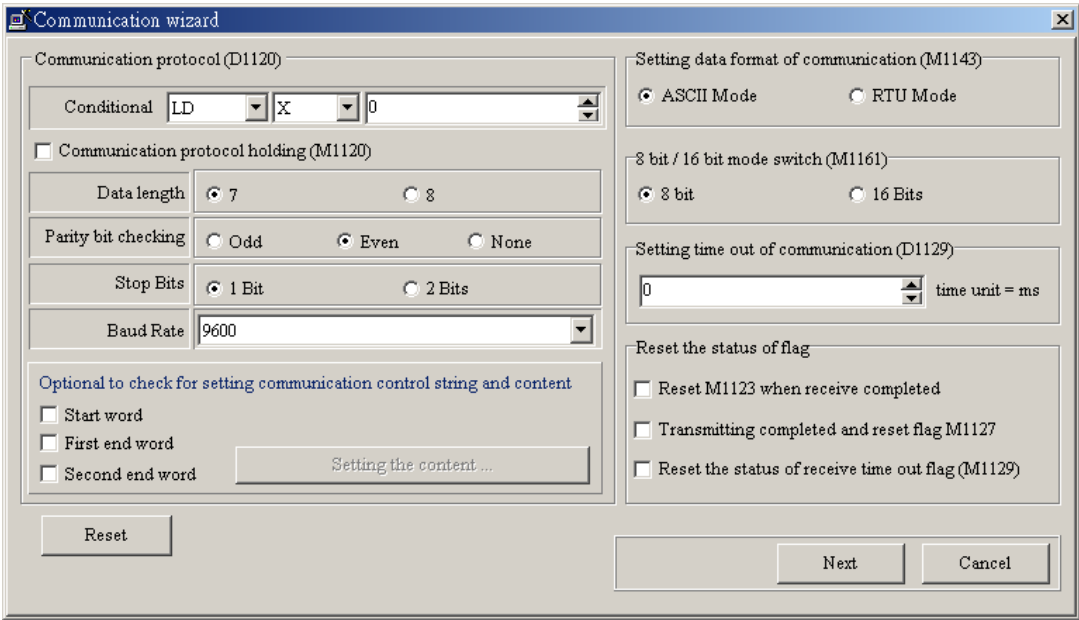 Communication wizard
Communication protocol (D1120)
Conditional LD X 0
Communication protocol holding (M1120)
Data length 7 8
Parity bit checking Odd Even None
Stop Bits 1 Bit 2 Bits
Baud Rate 9600
Optional to check for setting communication control string and content
Start word
First end word
Second end word
Setting the content ...
Reset
Setting data format of communication (M1143)
ASCII Mode RTU Mode
8 bit / 16 bit mode switch (M1161)
8 bit 16 Bits
Setting time out of communication (D1129)
0 time unit = ms
Reset the status of flag
Reset M1123 when receive completed
Transmitting completed and reset flag M1127
Reset the status of receive time out flag (M1129)
Next Cancel